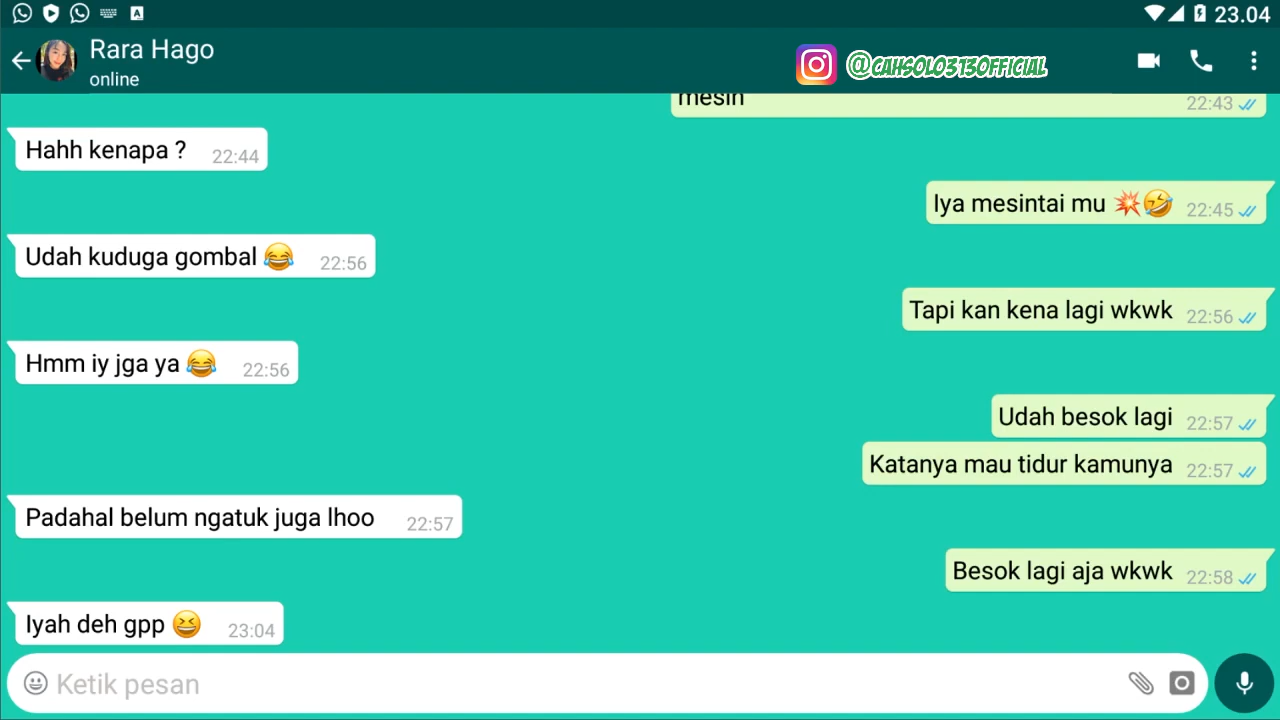 23.04
Rara Hago
online
@CAHSOLO313OFFICIAL
mesin 22:43
Hahh kenapa ? 22:44
Iya mesintai mu 💥🤣 22:45
Udah kuduga gombal 😂 22:56
Tapi kan kena lagi wkwk 22:56
Hmm iy jga ya 😂 22:56
Udah besok lagi 22:57
Katanya mau tidur kamunya 22:57
Padahal belum ngatuk juga lhoo 22:57
Besok lagi aja wkwk 22:58
Iyah deh gpp 😆 23:04
Ketik pesan